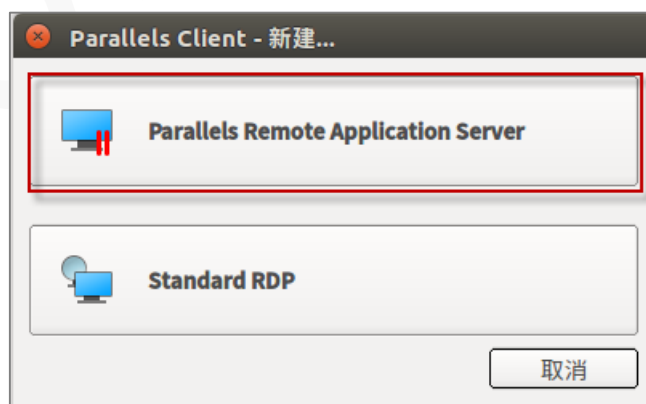 Parallels Client - 新建...
Parallels Remote Application Server
Standard RDP
取消